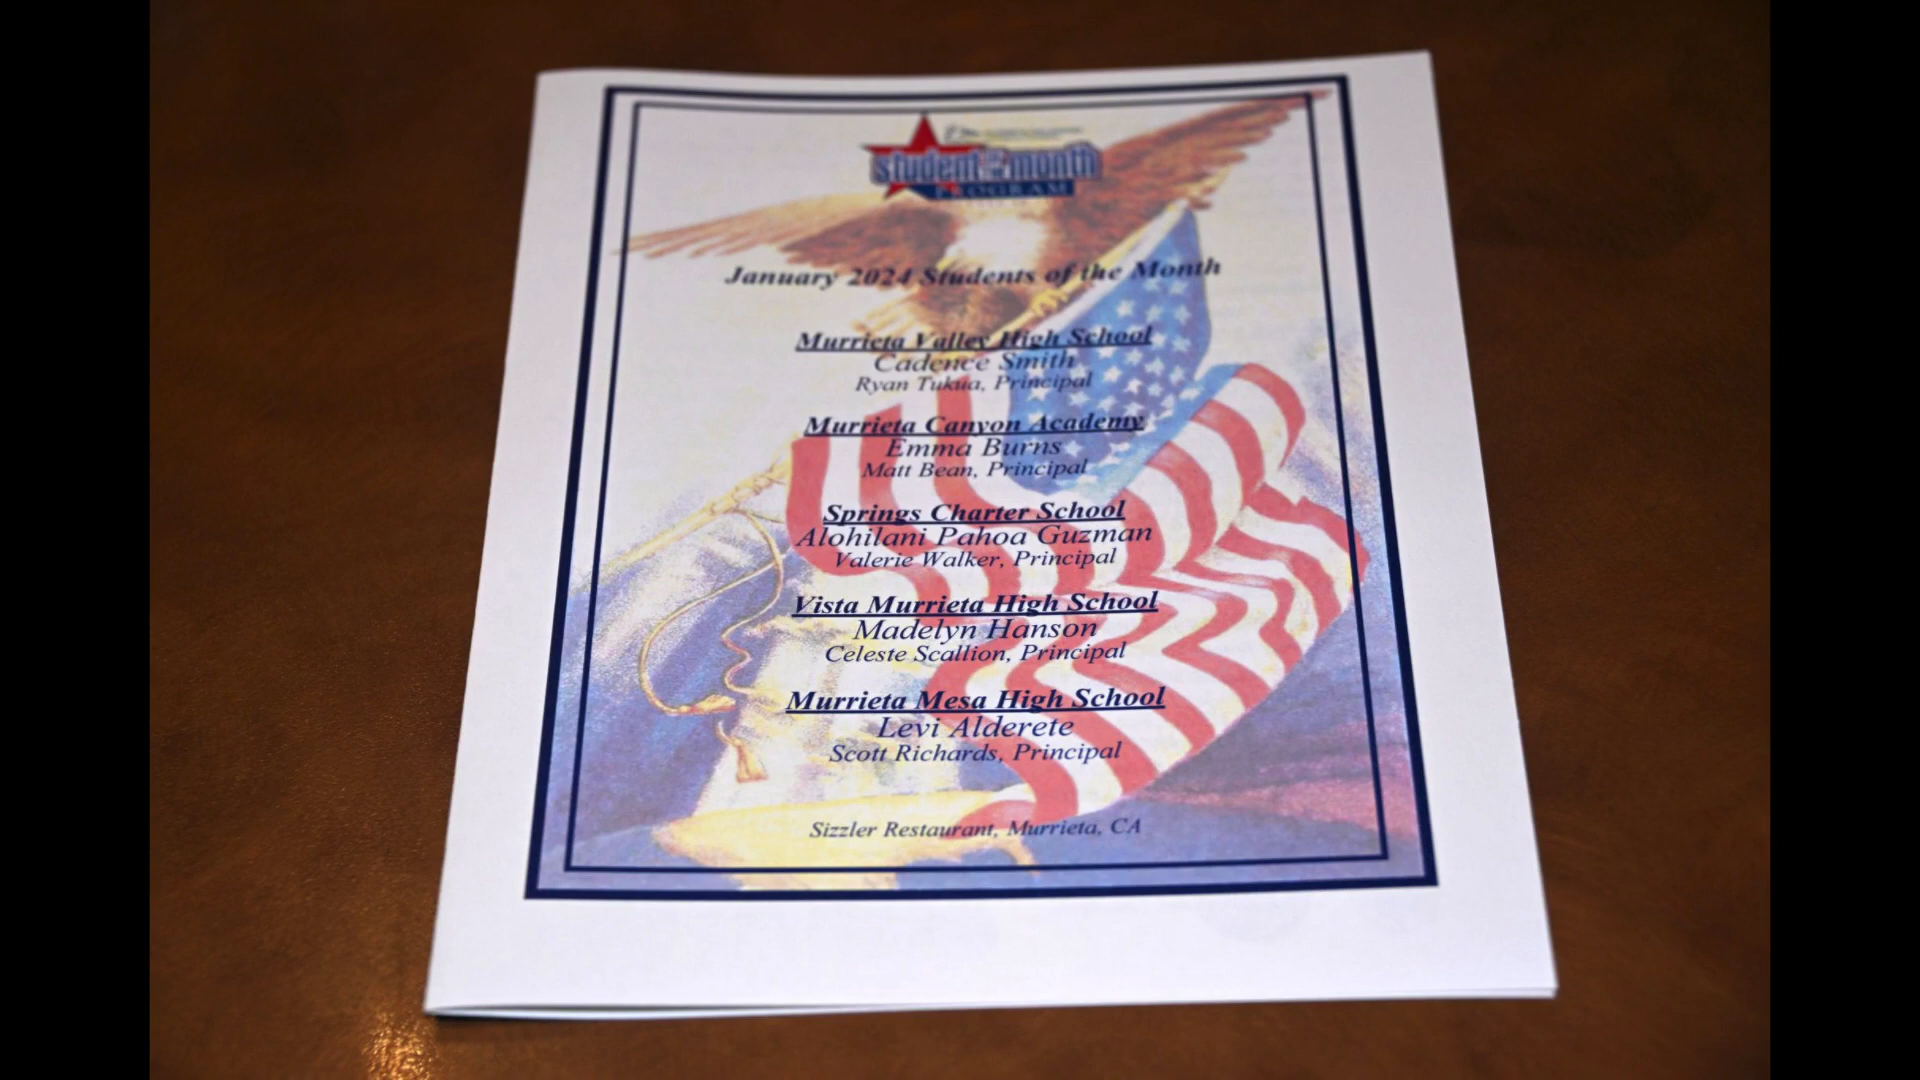 student of the month
PROGRAM
January 2024 Students of the Month
Murrieta Valley High School
Cadence Smith
Ryan Tukua, Principal
Murrieta Canyon Academy
Emma Burns
Matt Bean, Principal
Springs Charter School
Alohilani Pahoa Guzman
Valerie Walker, Principal
Vista Murrieta High School
Madelyn Hanson
Celeste Scallion, Principal
Murrieta Mesa High School
Levi Alderete
Scott Richards, Principal
Sizzler Restaurant, Murrieta, CA